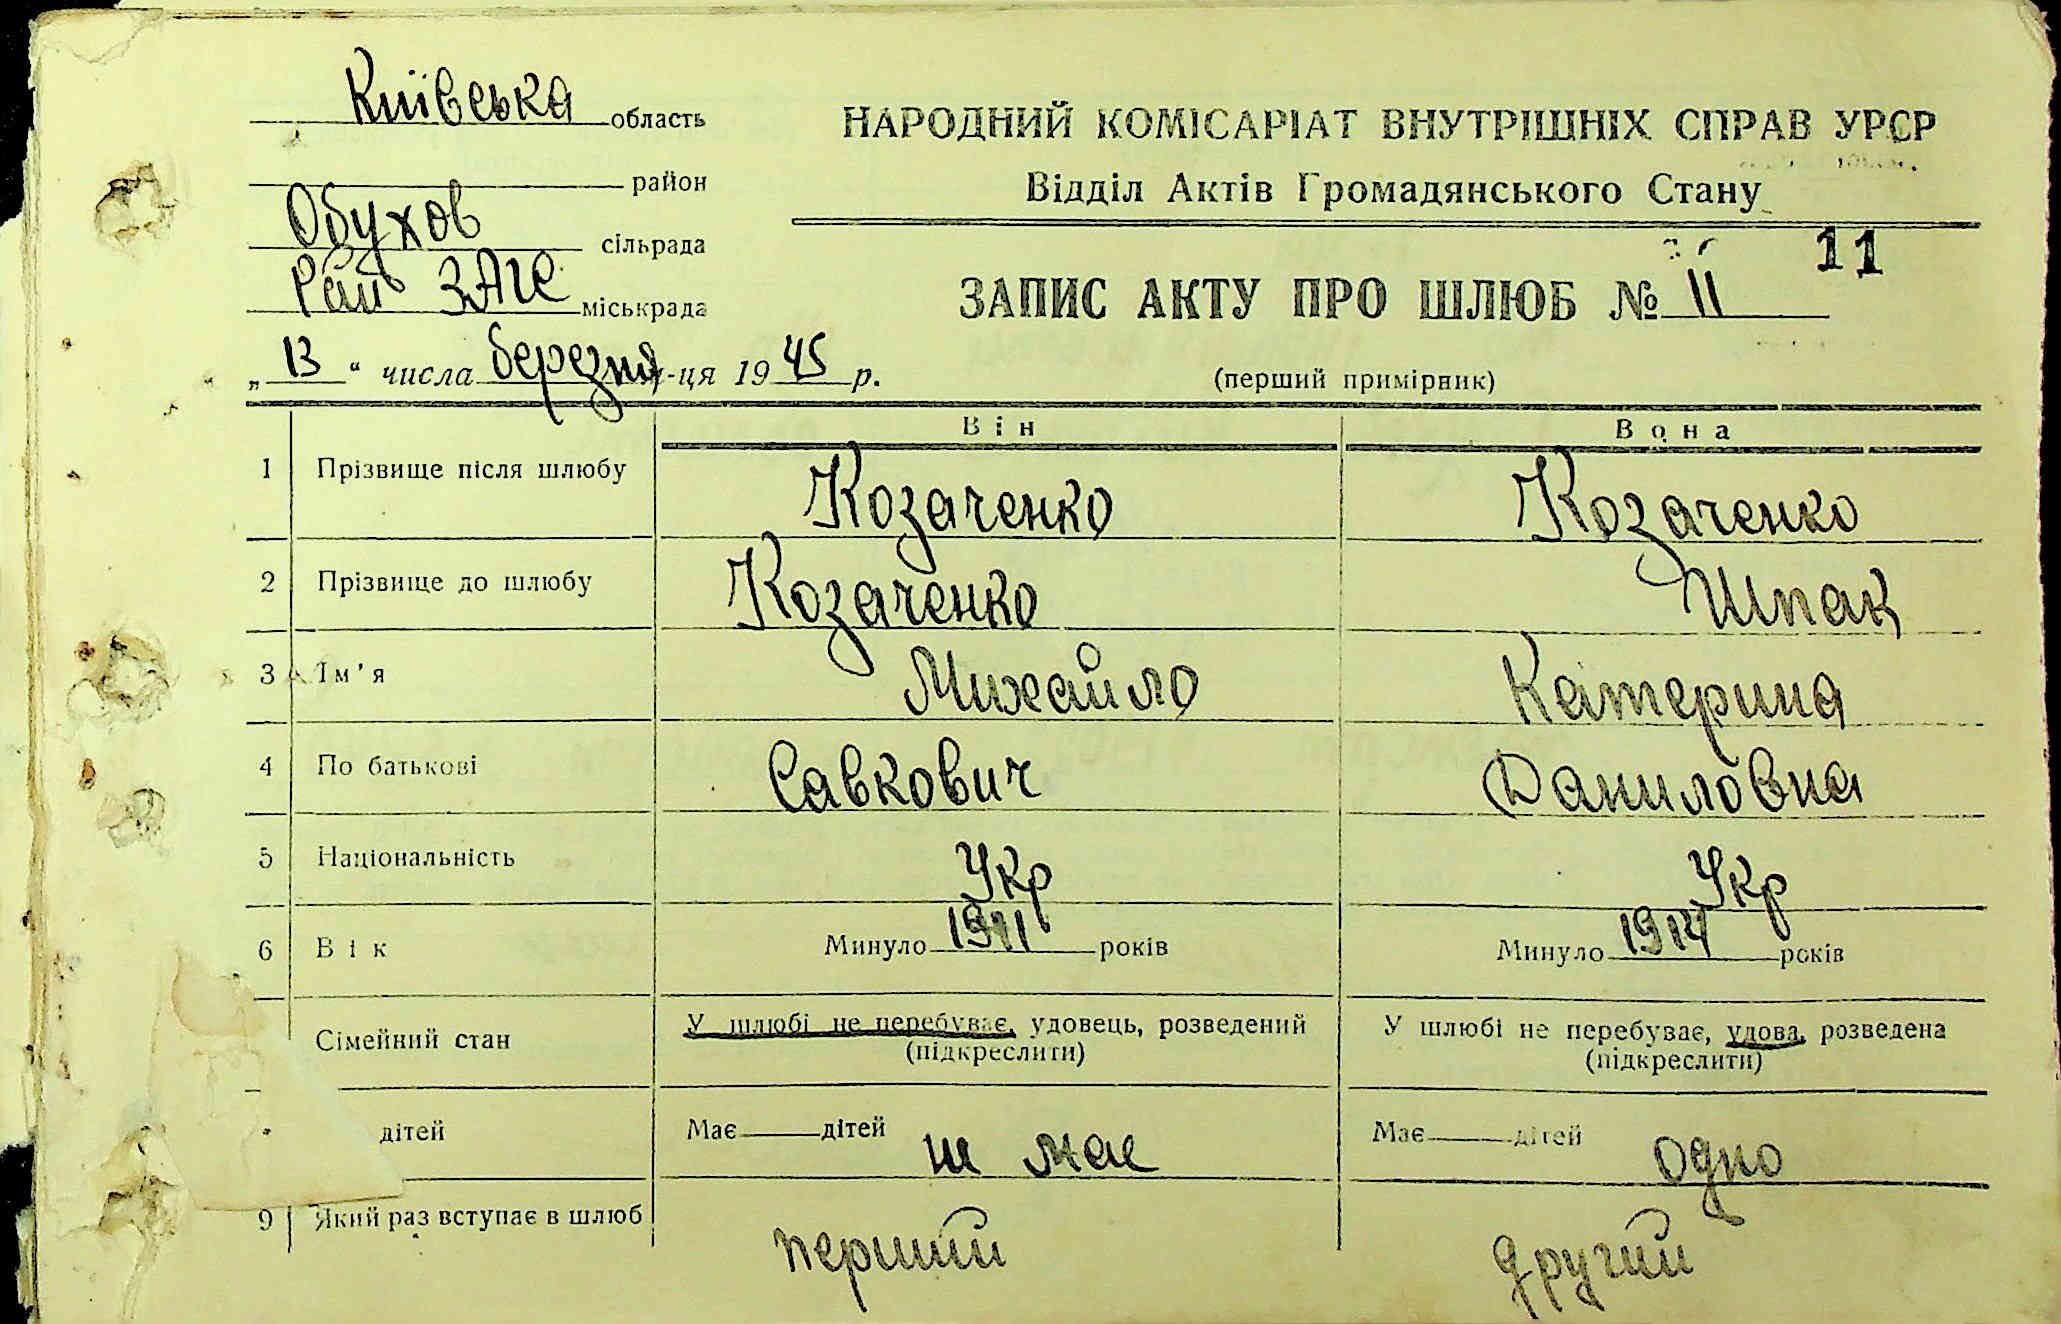 Київська область
район
Обухов сільрада
Рай ЗАГС міськрада
„ 13 “ числа березня м-ця 19 45 р.
НАРОДНИЙ КОМІСАРІАТ ВНУТРІШНІХ СПРАВ УРСР
Відділ Актів Громадянського Стану
11
ЗАПИС АКТУ ПРО ШЛЮБ № 11
(перший примірник)
Він Вона
1 Прізвище після шлюбу Козаченко Козаченко
2 Прізвище до шлюбу Козаченко Шпак
3 Ім'я Михайло Катерина
4 По батькові Савкович Даниловна
5 Національність Укр Укр
6 Вік Минуло 1911 років Минуло 1914 років
Сімейний стан У шлюбі не перебуває, удовець, розведений У шлюбі не перебуває, удова, розведена
(підкреслити) (підкреслити)
дітей Має дітей не має Має дітей одно
9 Який раз вступає в шлюб перший другий